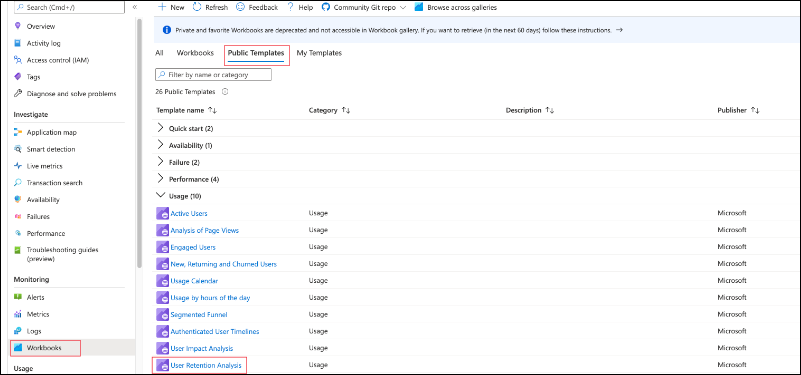 Search (Cmd+/)
«
New
Refresh
Feedback
Help
Community Git repo
Browse across galleries
Overview
Activity log
Access control (IAM)
Tags
Diagnose and solve problems
Investigate
Application map
Smart detection
Live metrics
Transaction search
Availability
Failures
Performance
Troubleshooting guides
(preview)
Monitoring
Alerts
Metrics
Logs
Workbooks
Usage
Private and favorite Workbooks are deprecated and not accessible in Workbook gallery. If you want to retrieve (in the next 60 days) follow these instructions. →
All
Workbooks
Public Templates
My Templates
Filter by name or category
26 Public Templates
Template name ↑↓ Category ↑↓ Description ↑↓ Publisher ↑↓
Quick start (2)
Availability (1)
Failure (2)
Performance (4)
Usage (10)
Active Users Usage Microsoft
Analysis of Page Views Usage Microsoft
Engaged Users Usage Microsoft
New, Returning and Churned Users Usage Microsoft
Usage Calendar Usage Microsoft
Usage by hours of the day Usage Microsoft
Segmented Funnel Usage Microsoft
Authenticated User Timelines Usage Microsoft
User Impact Analysis Usage Microsoft
User Retention Analysis Usage Microsoft